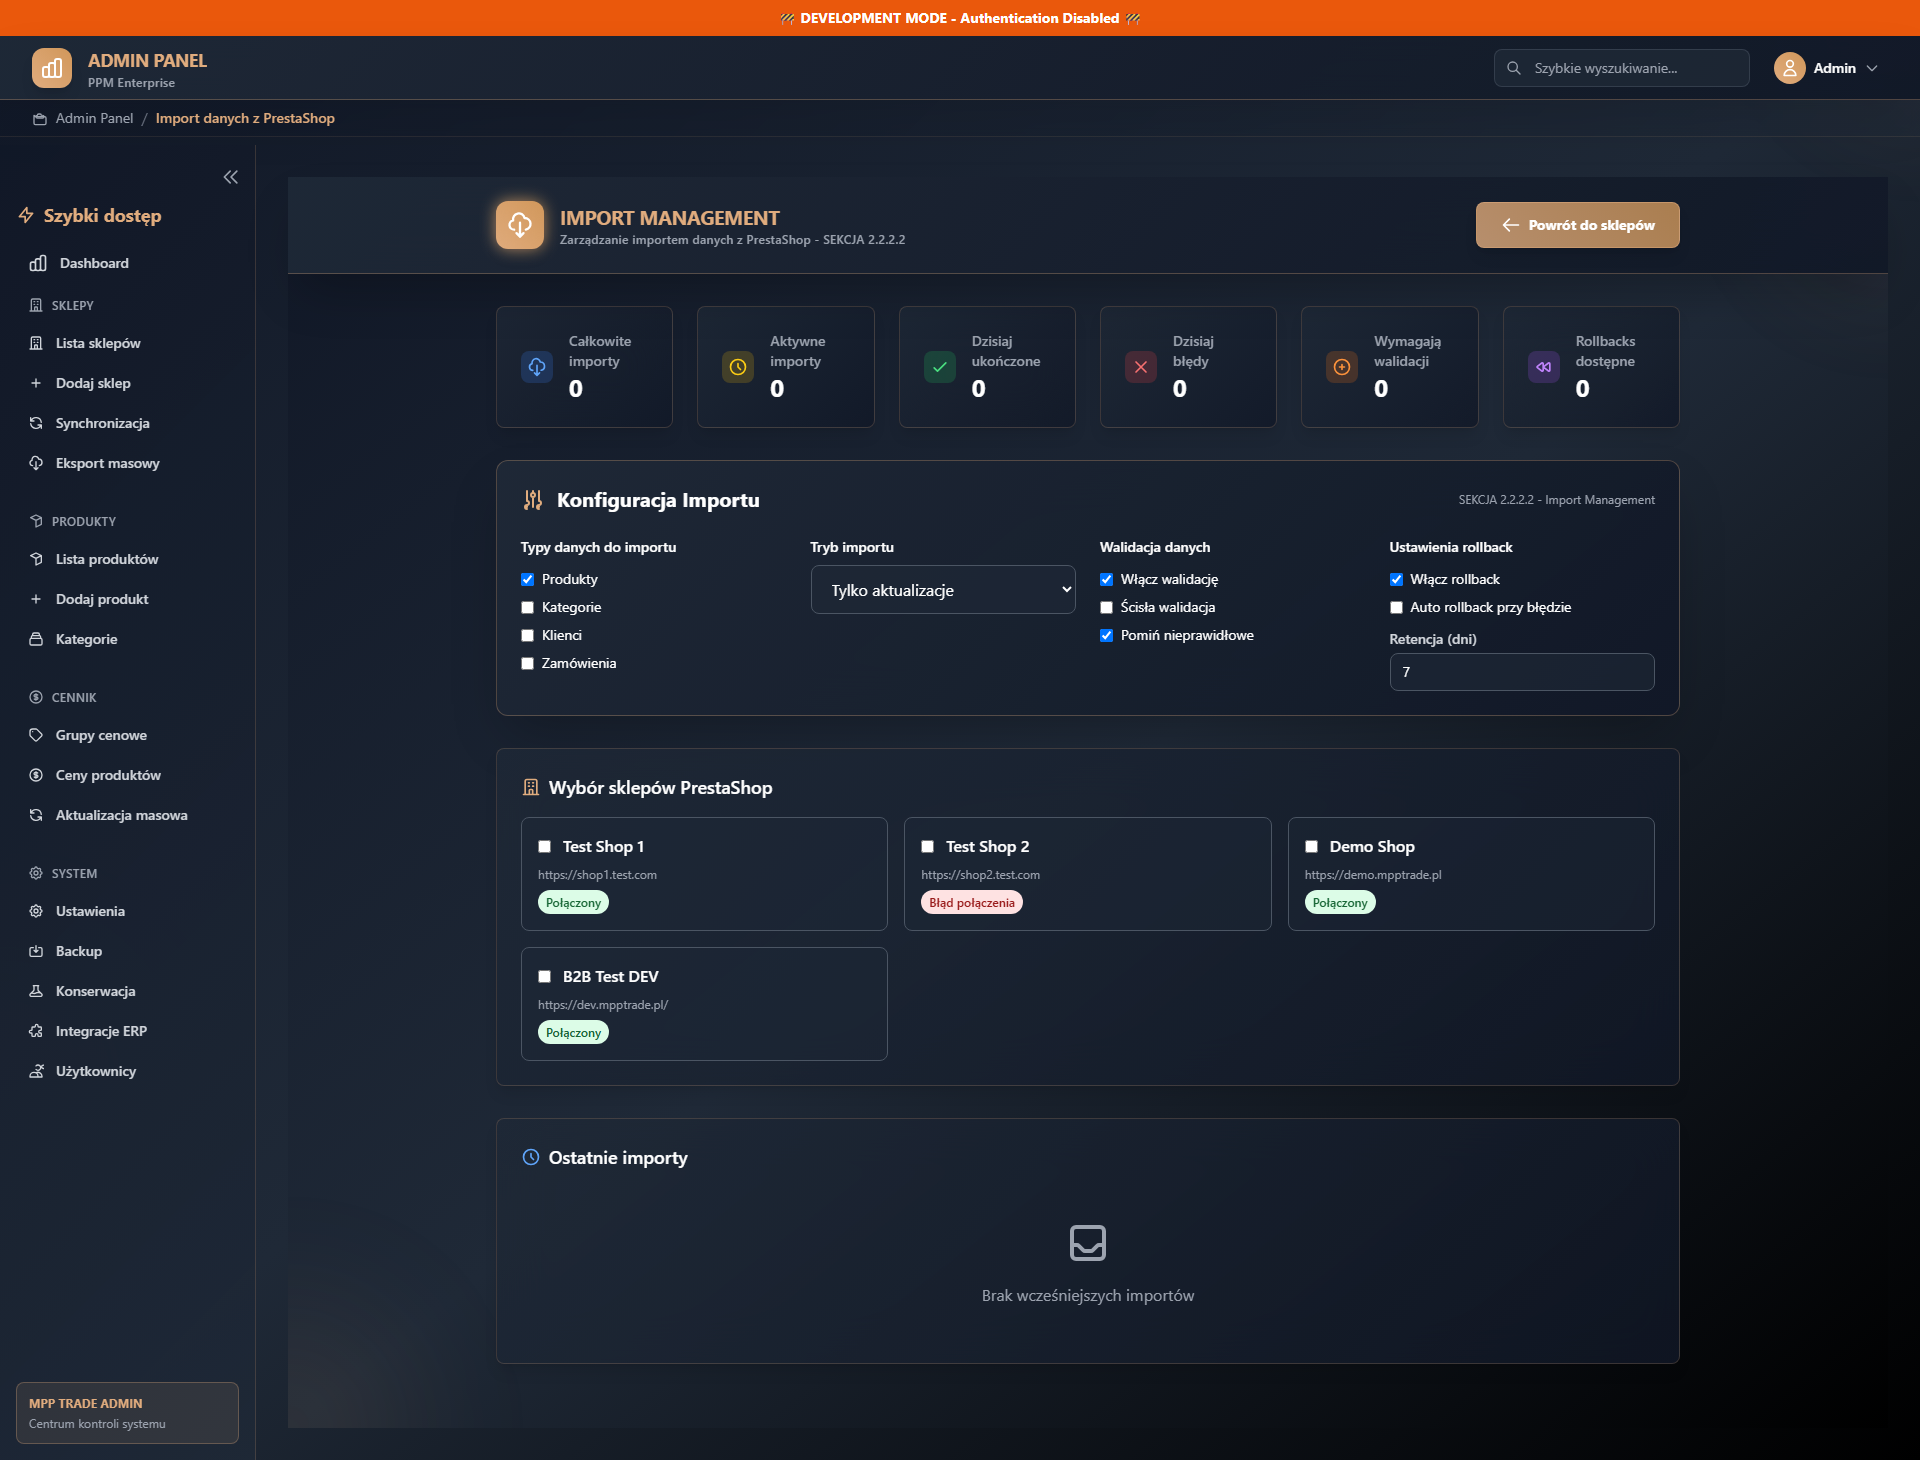 🚧 DEVELOPMENT MODE - Authentication Disabled 🚧
ADMIN PANEL
PPM Enterprise
Szybkie wyszukiwanie...
Admin
Admin Panel / Import danych z PrestaShop
Szybki dostęp
Dashboard
SKLEPY
Lista sklepów
Dodaj sklep
Synchronizacja
Eksport masowy
PRODUKTY
Lista produktów
Dodaj produkt
Kategorie
CENNIK
Grupy cenowe
Ceny produktów
Aktualizacja masowa
SYSTEM
Ustawienia
Backup
Konserwacja
Integracje ERP
Użytkownicy
MPP TRADE ADMIN
Centrum kontroli systemu
IMPORT MANAGEMENT
Zarządzanie importem danych z PrestaShop - SEKCJA 2.2.2.2
Powrót do sklepów
Całkowite
importy
0
Aktywne
importy
0
Dzisiaj
ukończone
0
Dzisiaj
błędy
0
Wymagają
walidacji
0
Rollbacks
dostępne
0
Konfiguracja Importu
SEKCJA 2.2.2.2 - Import Management
Typy danych do importu
Produkty
Kategorie
Klienci
Zamówienia
Tryb importu
Tylko aktualizacje
Walidacja danych
Włącz walidację
Ścisła walidacja
Pomiń nieprawidłowe
Ustawienia rollback
Włącz rollback
Auto rollback przy błędzie
Retencja (dni)
7
Wybór sklepów PrestaShop
Test Shop 1
https://shop1.test.com
Połączony
Test Shop 2
https://shop2.test.com
Błąd połączenia
Demo Shop
https://demo.mpptrade.pl
Połączony
B2B Test DEV
https://dev.mpptrade.pl/
Połączony
Ostatnie importy
Brak wcześniejszych importów